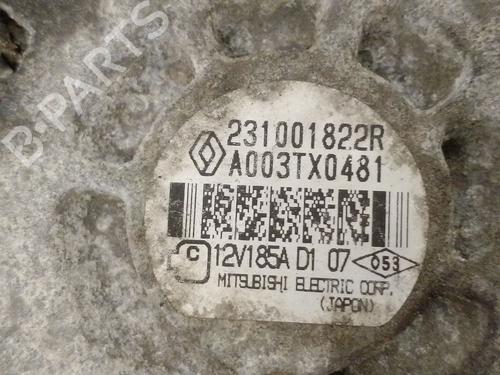 B-PARTS
231001822R
A003TX0481
C 12V185A D1 07 053
MITSUBISHI ELECTRIC CORP.
(JAPON)